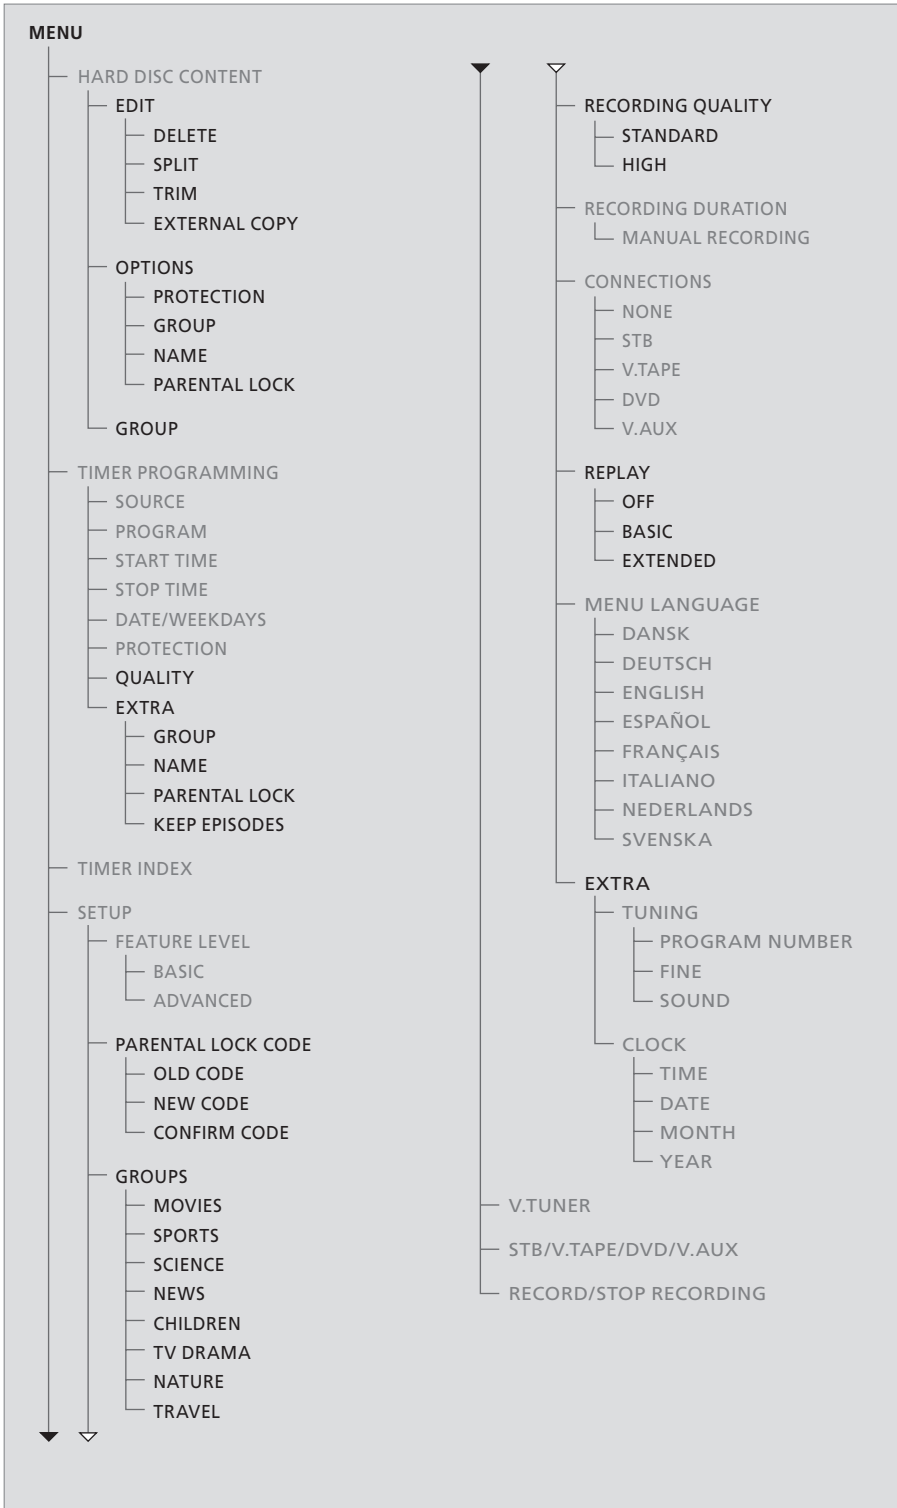 MENU
HARD DISC CONTENT
EDIT
DELETE
SPLIT
TRIM
EXTERNAL COPY
OPTIONS
PROTECTION
GROUP
NAME
PARENTAL LOCK
GROUP
TIMER PROGRAMMING
SOURCE
PROGRAM
START TIME
STOP TIME
DATE/WEEKDAYS
PROTECTION
QUALITY
EXTRA
GROUP
NAME
PARENTAL LOCK
KEEP EPISODES
TIMER INDEX
SETUP
FEATURE LEVEL
BASIC
ADVANCED
PARENTAL LOCK CODE
OLD CODE
NEW CODE
CONFIRM CODE
GROUPS
MOVIES
SPORTS
SCIENCE
NEWS
CHILDREN
TV DRAMA
NATURE
TRAVEL
RECORDING QUALITY
STANDARD
HIGH
RECORDING DURATION
MANUAL RECORDING
CONNECTIONS
NONE
STB
V.TAPE
DVD
V.AUX
REPLAY
OFF
BASIC
EXTENDED
MENU LANGUAGE
DANSK
DEUTSCH
ENGLISH
ESPAÑOL
FRANÇAIS
ITALIANO
NEDERLANDS
SVENSKA
EXTRA
TUNING
PROGRAM NUMBER
FINE
SOUND
CLOCK
TIME
DATE
MONTH
YEAR
V.TUNER
STB/V.TAPE/DVD/V.AUX
RECORD/STOP RECORDING